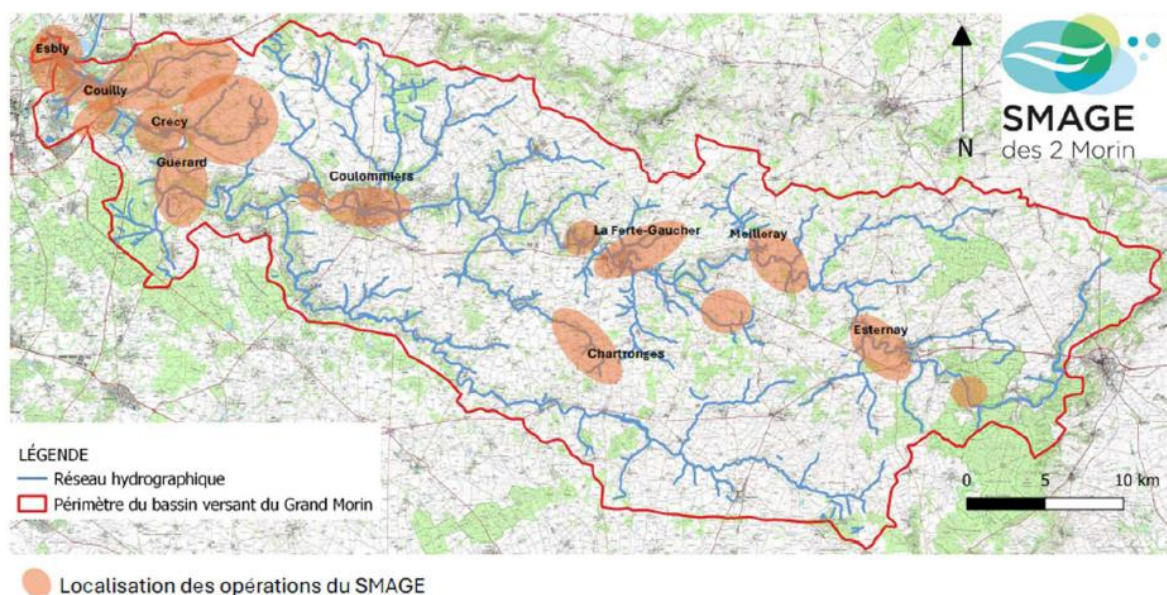 Esbly
Couilly
Crécy
Guerard
Coulommiers
La Ferte-Gaucher
Meilleray
Chartronges
Esternay
N
SMAGE
des 2 Morin
LÉGENDE
Réseau hydrographique
Périmètre du bassin versant du Grand Morin
0 5 10 km
Localisation des opérations du SMAGE